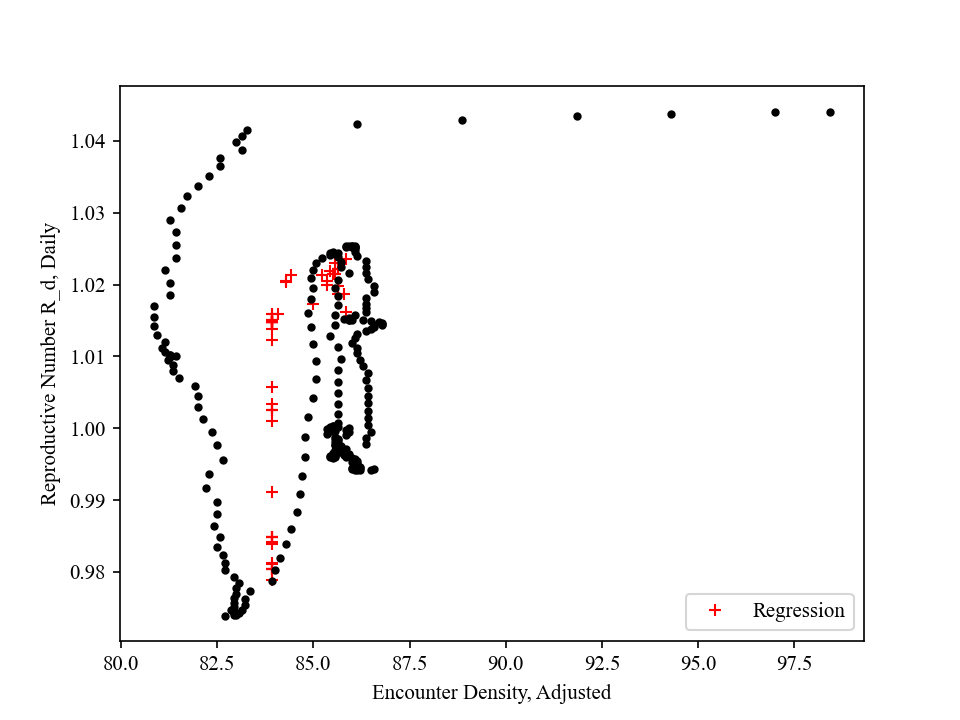 1.04
1.03
1.02
1.01
1.00
0.99
0.98
Reproductive Number R_d, Daily
Regression
80.0 82.5 85.0 87.5 90.0 92.5 95.0 97.5
Encounter Density, Adjusted